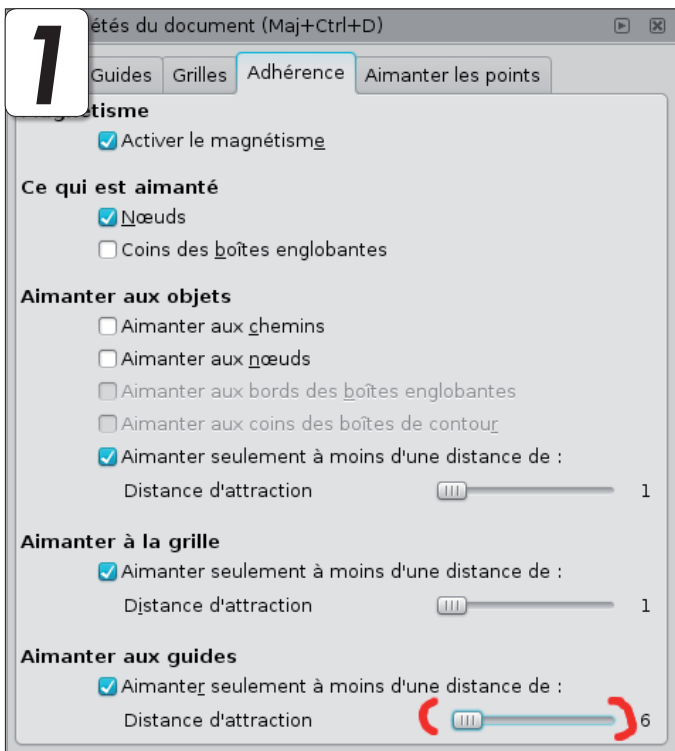 1
étés du document (Maj+Ctrl+D)
Guides Grilles Adhérence Aimanter les points
Magnétisme
Activer le magnétisme
Ce qui est aimanté
Nœuds
Coins des boîtes englobantes
Aimanter aux objets
Aimanter aux chemins
Aimanter aux nœuds
Aimanter aux bords des boîtes englobantes
Aimanter aux coins des boîtes de contour
Aimanter seulement à moins d'une distance de :
Distance d'attraction 1
Aimanter à la grille
Aimanter seulement à moins d'une distance de :
Distance d'attraction 1
Aimanter aux guides
Aimanter seulement à moins d'une distance de :
Distance d'attraction 6